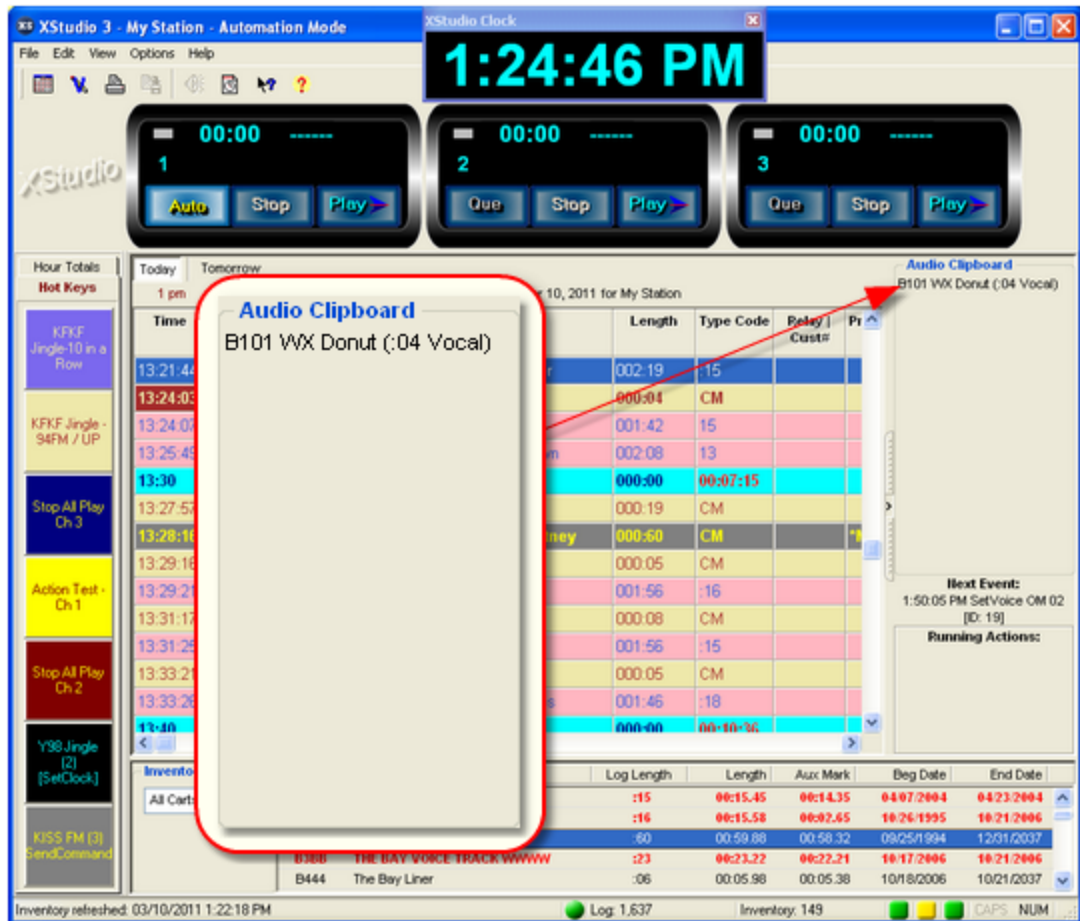 XStudio 3 - My Station - Automation Mode
XStudio Clock
File Edit View Options Help
1:24:46 PM
XStudio
00:00 ------
1
Auto Stop Play
00:00 ------
2
Que Stop Play
00:00 ------
3
Que Stop Play
Hour Totals
Hot Keys
KFKF
Jingle-10 in a
Row
KFKF Jingle -
94FM / UP
Stop All Play
Ch 3
Action Test -
Ch 1
Stop All Play
Ch 2
Y98 Jingle
(2)
[SetClock]
KISS FM (3)
SendCommand
Today Tomorrow
1 pm 10, 2011 for My Station
Time Length Type Code Relay | Cust#
13:21:44 002:19 :15
13:24:03 000:04 CM
13:24:07 001:42 15
13:25:49 002:08 13
13:30 000:00 00:07:15
13:27:57 000:19 CM
13:28:16 000:60 CM
13:29:16 000:05 CM
13:29:21 001:56 :16
13:31:17 000:08 CM
13:31:25 001:56 :15
13:33:21 000:05 CM
13:33:26 001:46 :18
13:40 000:00 00:10:36
Audio Clipboard
B101 WX Donut (:04 Vocal)
Audio Clipboard
B101 WX Donut (:04 Vocal)
Next Event:
1:50:05 PM SetVoice OM 02
[ID: 19]
Running Actions:
Log Length Length Aux Mark Beg Date End Date
All Carts
:15 00:15.45 00:14.35 04/07/2004 04/23/2004
:16 00:15.58 00:02.65 10/26/1995 10/21/2006
:60 00:59.88 00:58.32 09/25/1994 12/31/2037
B3BB THE BAY VOICE TRACK WWWW :23 00:23.22 00:22.21 10/17/2006 10/21/2006
B444 The Bay Liner :06 00:05.98 00:05.38 10/18/2006 10/21/2037
Inventory refreshed: 03/10/2011 1:22:18 PM Log: 1,637 Inventory: 149 CAPS NUM